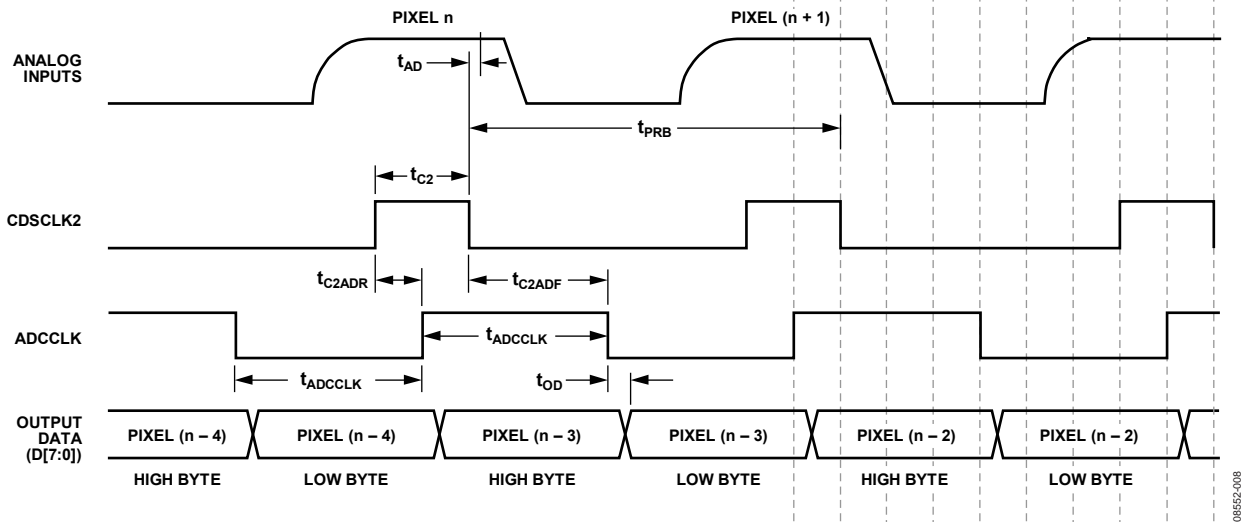 PIXEL n
PIXEL (n + 1)
ANALOG
INPUTS
tAD
tPRB
tC2
CDSCLK2
tC2ADR
tC2ADF
ADCCLK
tADCCLK
tADCCLK
tOD
OUTPUT
DATA
(D[7:0])
PIXEL (n – 4)
PIXEL (n – 4)
PIXEL (n – 3)
PIXEL (n – 3)
PIXEL (n – 2)
PIXEL (n – 2)
HIGH BYTE
LOW BYTE
HIGH BYTE
LOW BYTE
HIGH BYTE
LOW BYTE
08552-008